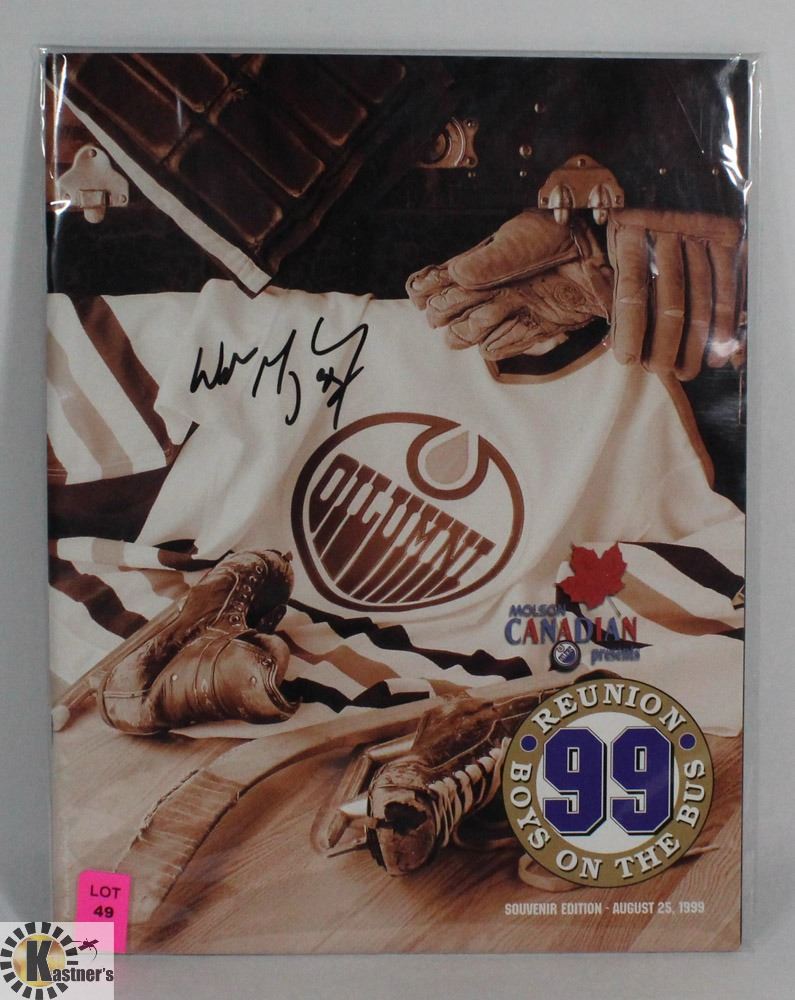 OILUMNI
MOLSON
CANADIAN
presents
REUNION
99
BOYS ON THE BUS
SOUVENIR EDITION - AUGUST 25, 1999
LOT
49
Kastner's